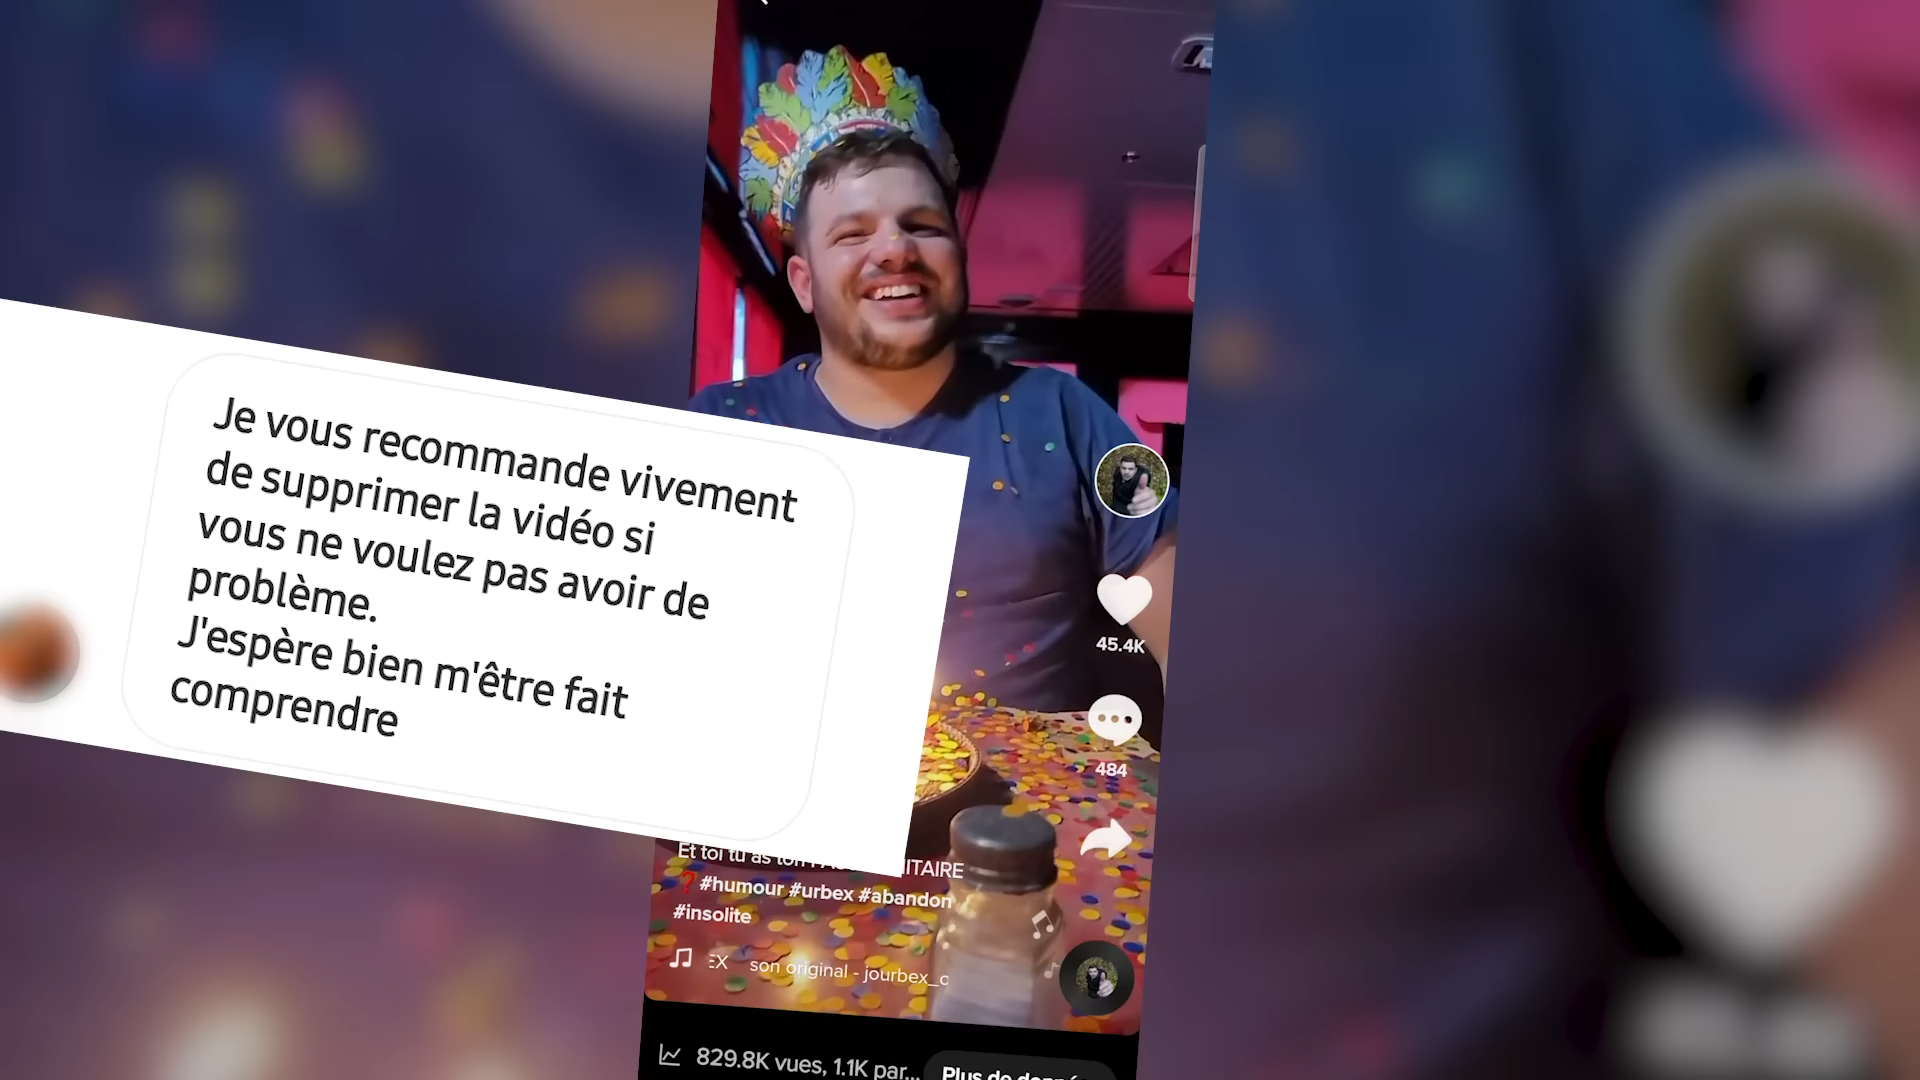 Je vous recommande vivement
de supprimer la vidéo si
vous ne voulez pas avoir de
problème.
J'espère bien m'être fait
comprendre
45.4K
484
Et toi tu as
#humour #urbex #abandon
#insolite
son original - jourbex_c
829.8K vues, 1.1K par...
Plus de